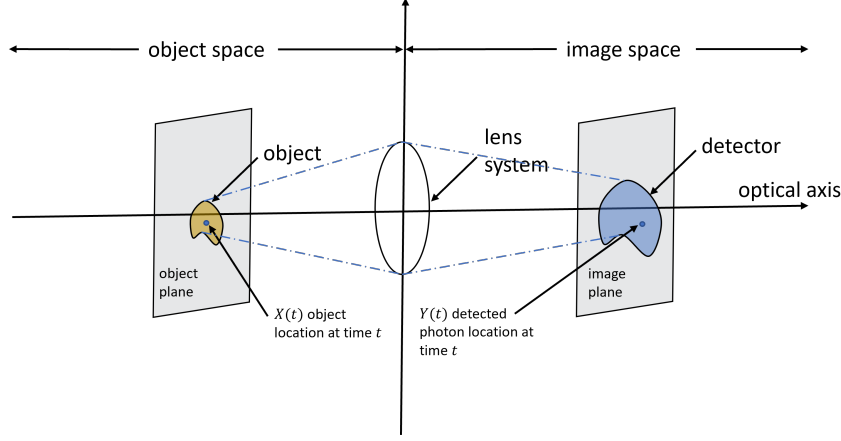 object space
image space
lens
system
object
detector
optical axis
object
plane
image
plane
X(t) object
location at time t
Y(t) detected
photon location at
time t